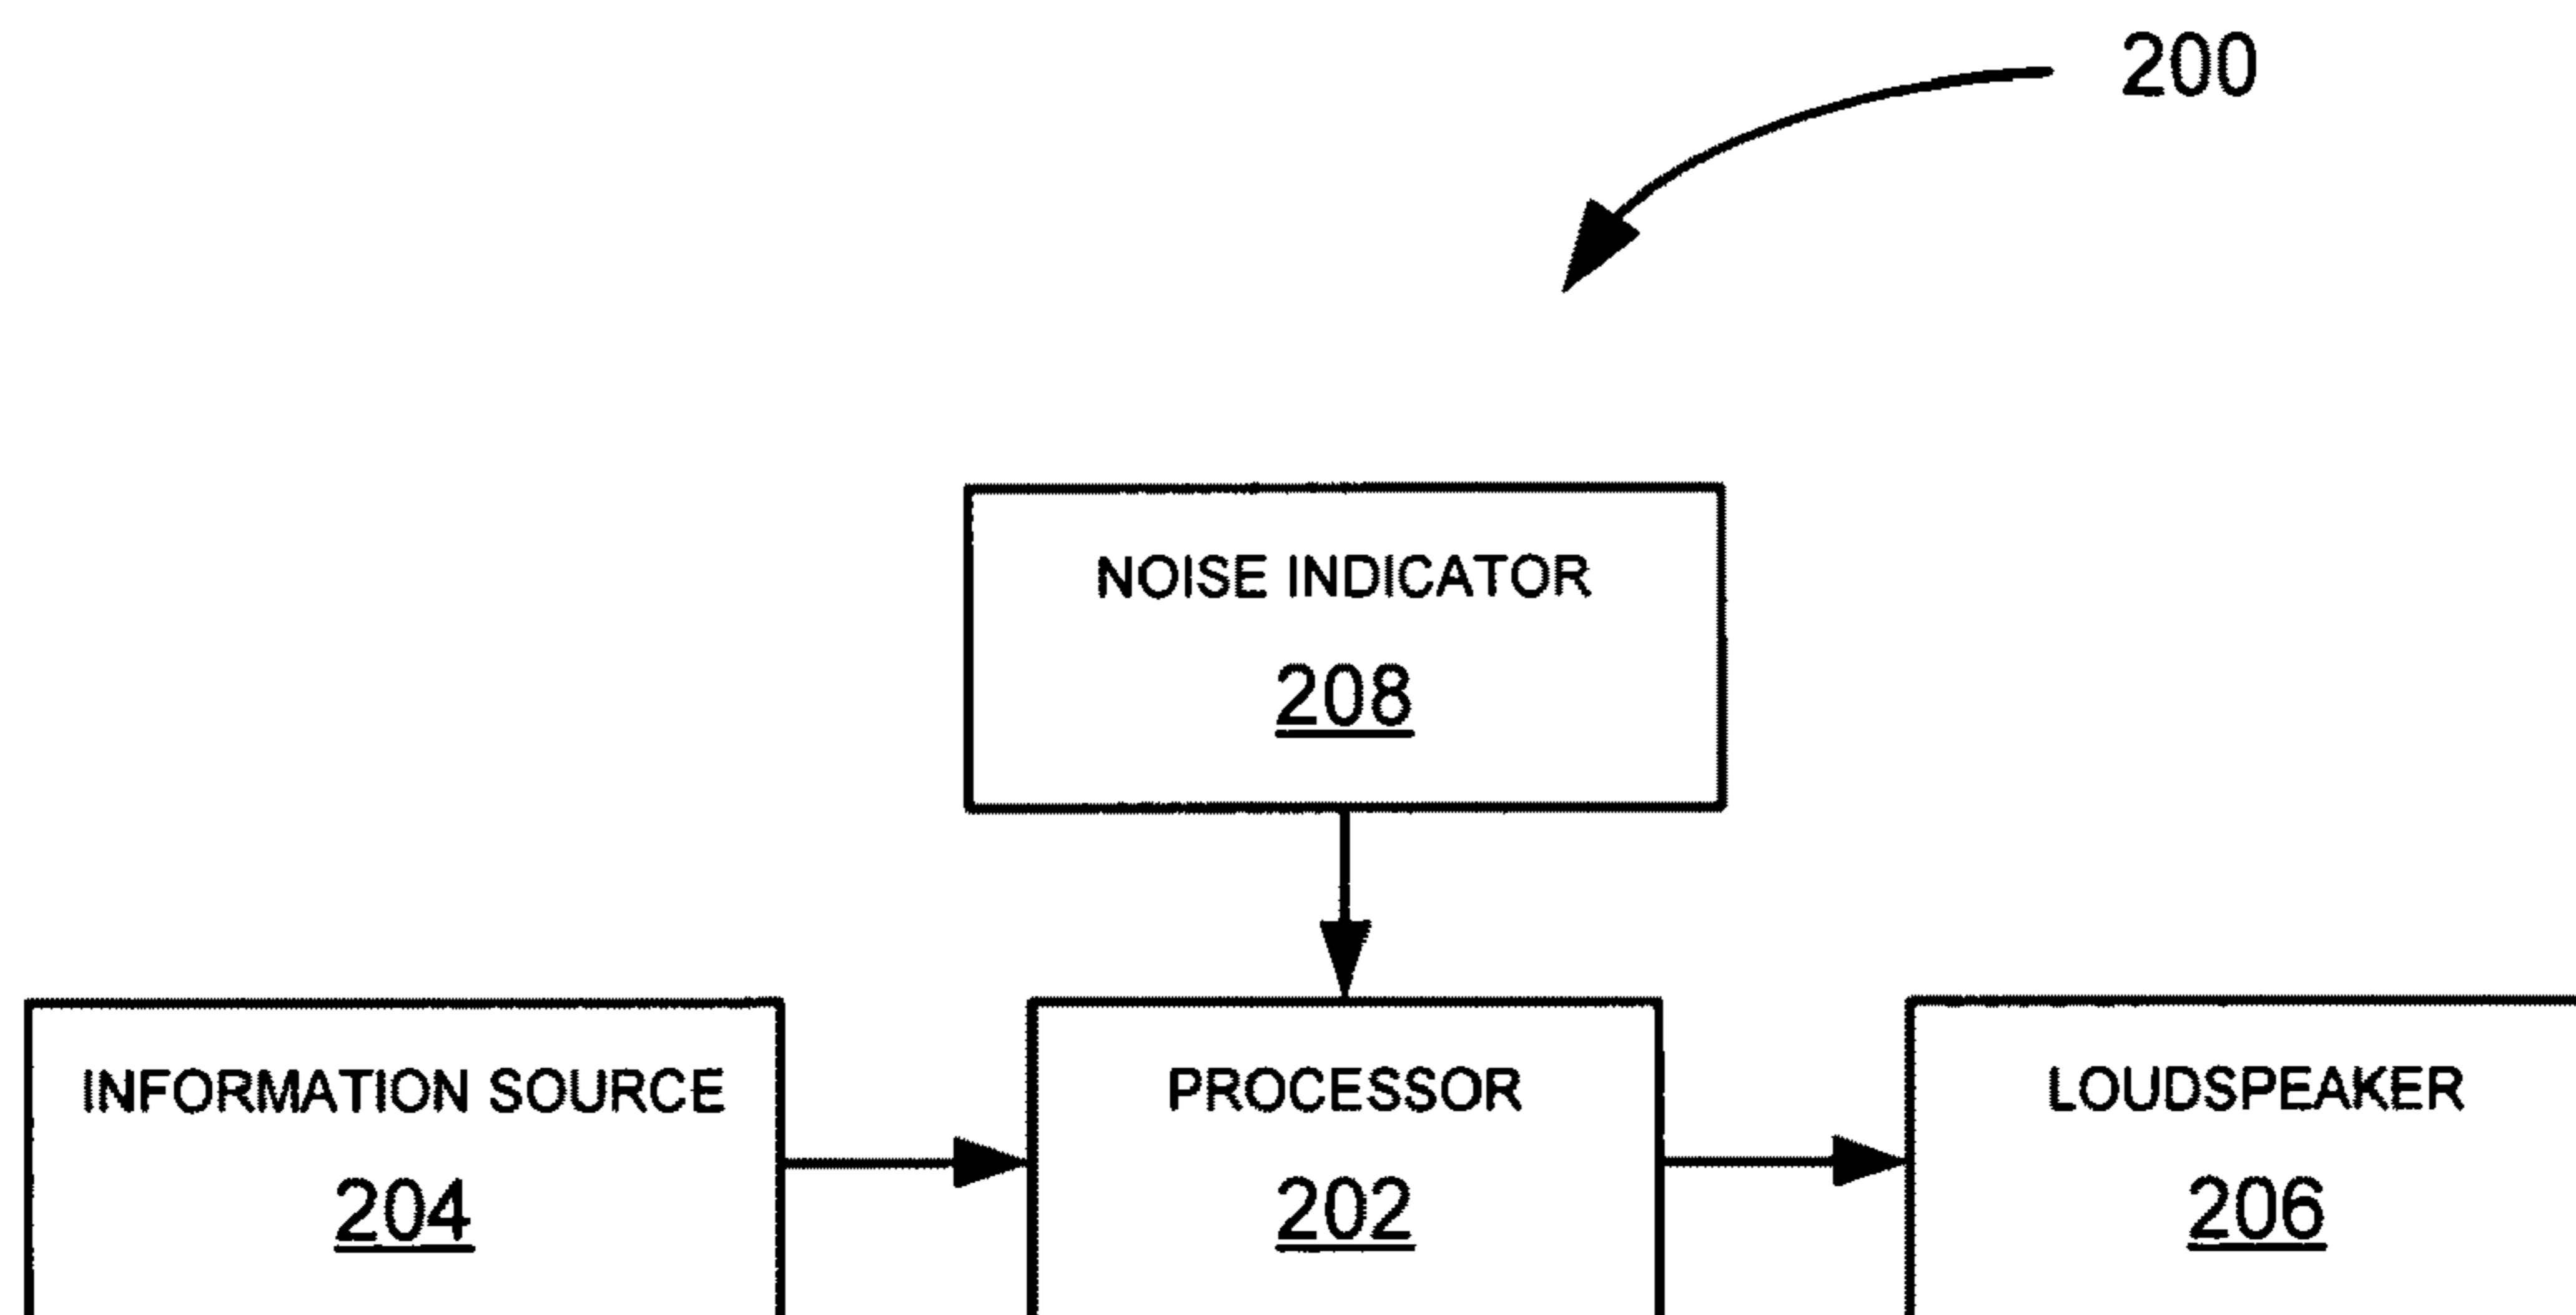 200
NOISE INDICATOR
208
INFORMATION SOURCE
204
PROCESSOR
202
LOUDSPEAKER
206